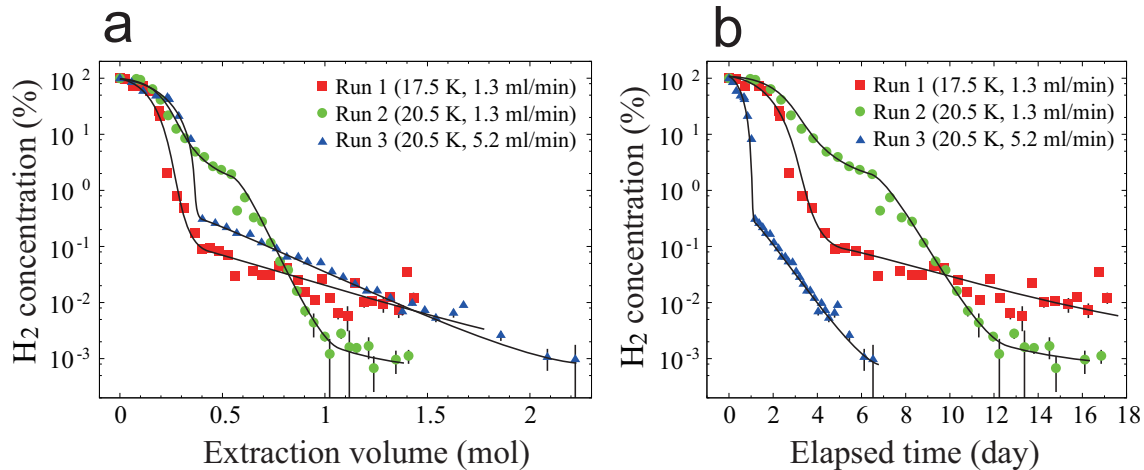 a
H2 concentration (%)
10 2
10 0
10 -1
10 -2
10 -3
Run 1 (17.5 K, 1.3 ml/min)
Run 2 (20.5 K, 1.3 ml/min)
Run 3 (20.5 K, 5.2 ml/min)
0 0.5 1 1.5 2
Extraction volume (mol)
b
H2 concentration (%)
10 2
10 0
10 -1
10 -2
10 -3
Run 1 (17.5 K, 1.3 ml/min)
Run 2 (20.5 K, 1.3 ml/min)
Run 3 (20.5 K, 5.2 ml/min)
0 2 4 6 8 10 12 14 16 18
Elapsed time (day)